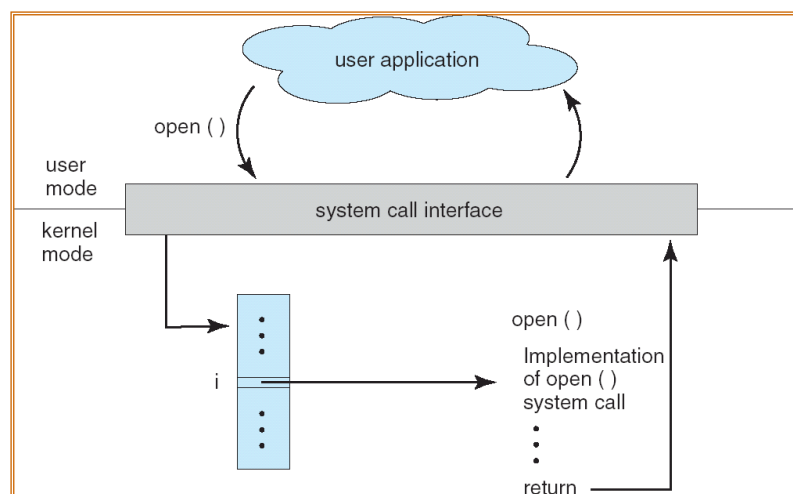 user application
open ( )
user
mode
system call interface
kernel
mode
open ( )
i
Implementation
of open ( )
system call
return